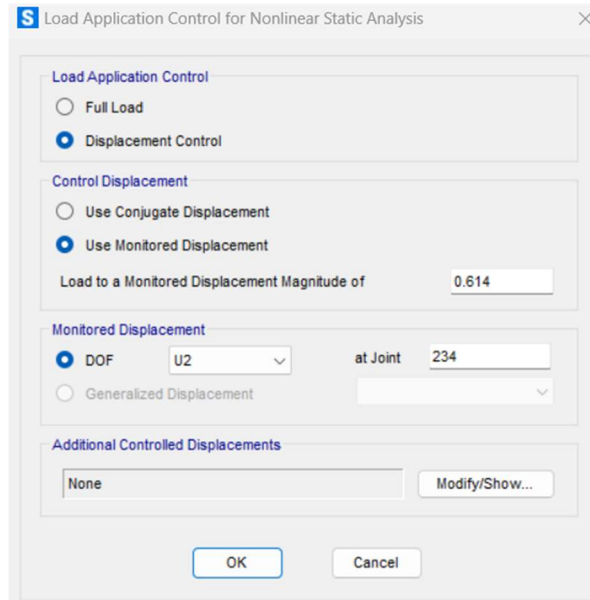 S Load Application Control for Nonlinear Static Analysis
Load Application Control
Full Load
Displacement Control
Control Displacement
Use Conjugate Displacement
Use Monitored Displacement
Load to a Monitored Displacement Magnitude of 0.614
Monitored Displacement
DOF U2 at Joint 234
Generalized Displacement
Additional Controlled Displacements
None Modify/Show...
OK Cancel